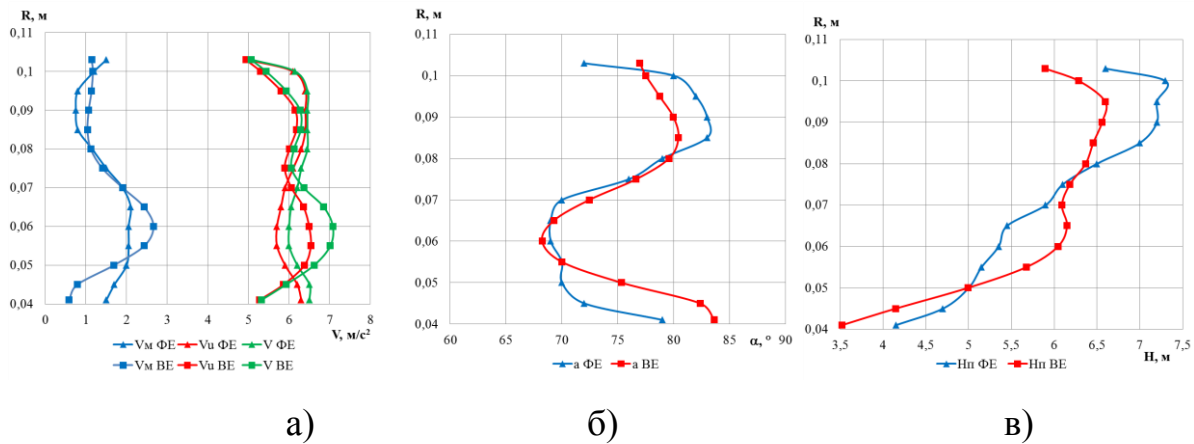 R, м
0,11
0,1
0,09
0,08
0,07
0,06
0,05
0,04
0 1 2 3 4 5 6 7 8
V, м/с²
Vм ФЕ Vu ФЕ V ФЕ
Vм ВЕ Vu ВЕ V ВЕ
а)
R, м
0,11
0,1
0,09
0,08
0,07
0,06
0,05
0,04
60 65 70 75 80 85 90
α, °
а ФЕ а ВЕ
б)
R, м
0,11
0,1
0,09
0,08
0,07
0,06
0,05
0,04
3,5 4 4,5 5 5,5 6 6,5 7 7,5
Н, м
Нп ФЕ Нп ВЕ
в)